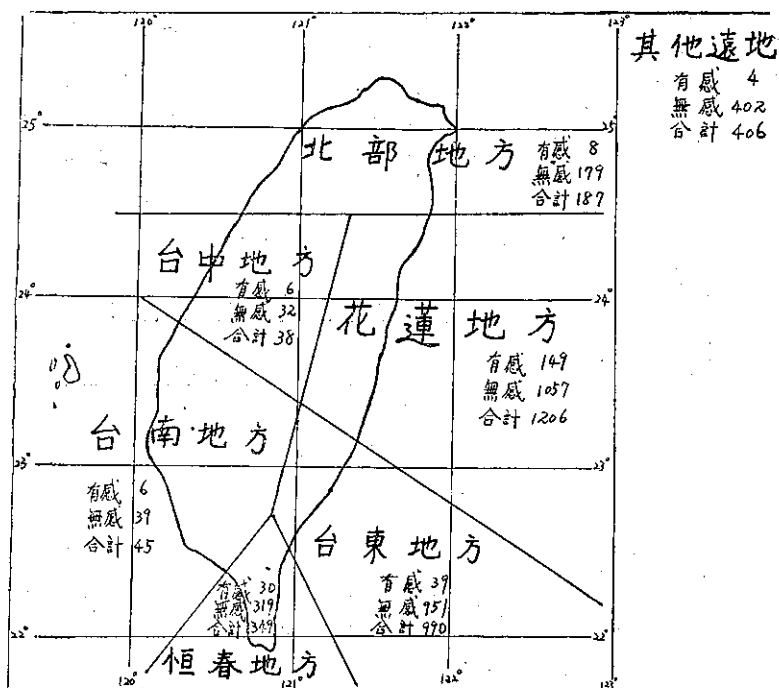 120° 121° 122° 123°
其他遠地
有感 4
無感 402
合計 406
25° 25°
北部地方
有感 8
無感 179
合計 187
台中地方
有感 6
無感 32
合計 38
24° 24°
花蓮地方
有感 149
無感 1057
合計 1206
台南地方
有感 6
無感 39
合計 45
23° 23°
台東地方
有感 39
無感 951
合計 990
有感 30
無感 319
合計 349
恒春地方
22° 22°
120° 121° 122° 123°